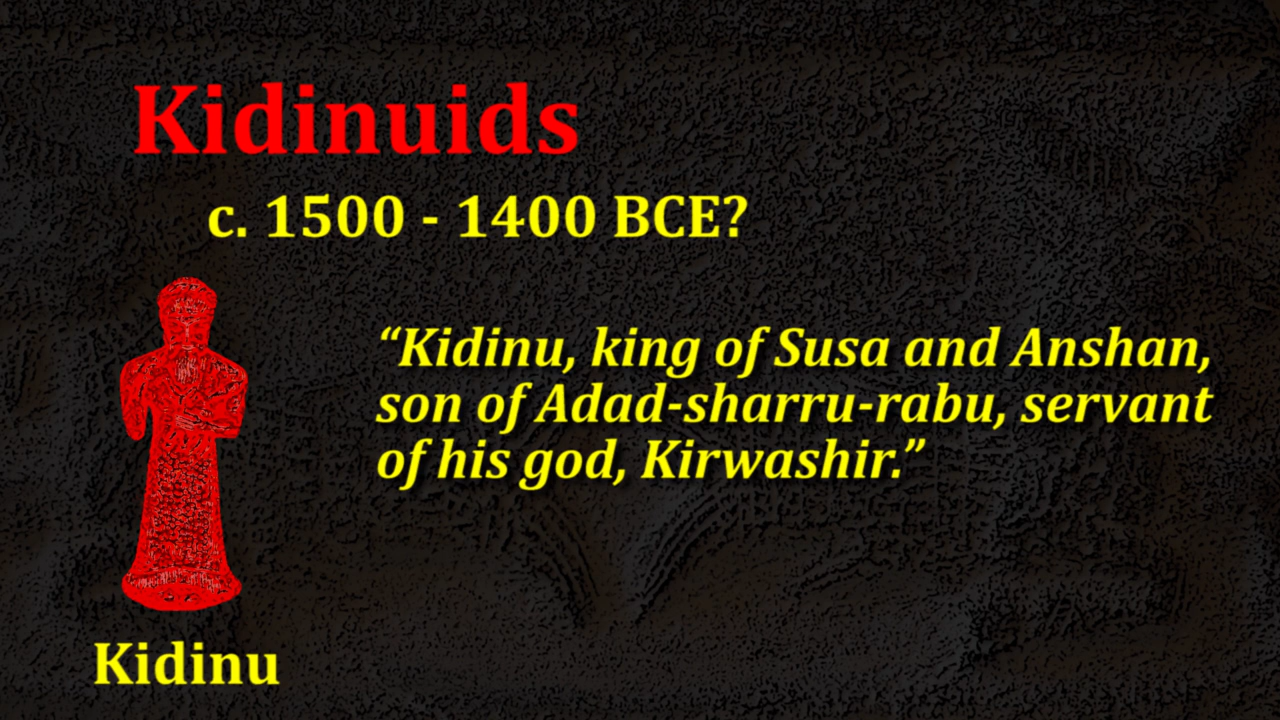 Kidinuids
c. 1500 - 1400 BCE?
“Kidinu, king of Susa and Anshan,
son of Adad-sharru-rabu, servant
of his god, Kirwashir.”
Kidinu